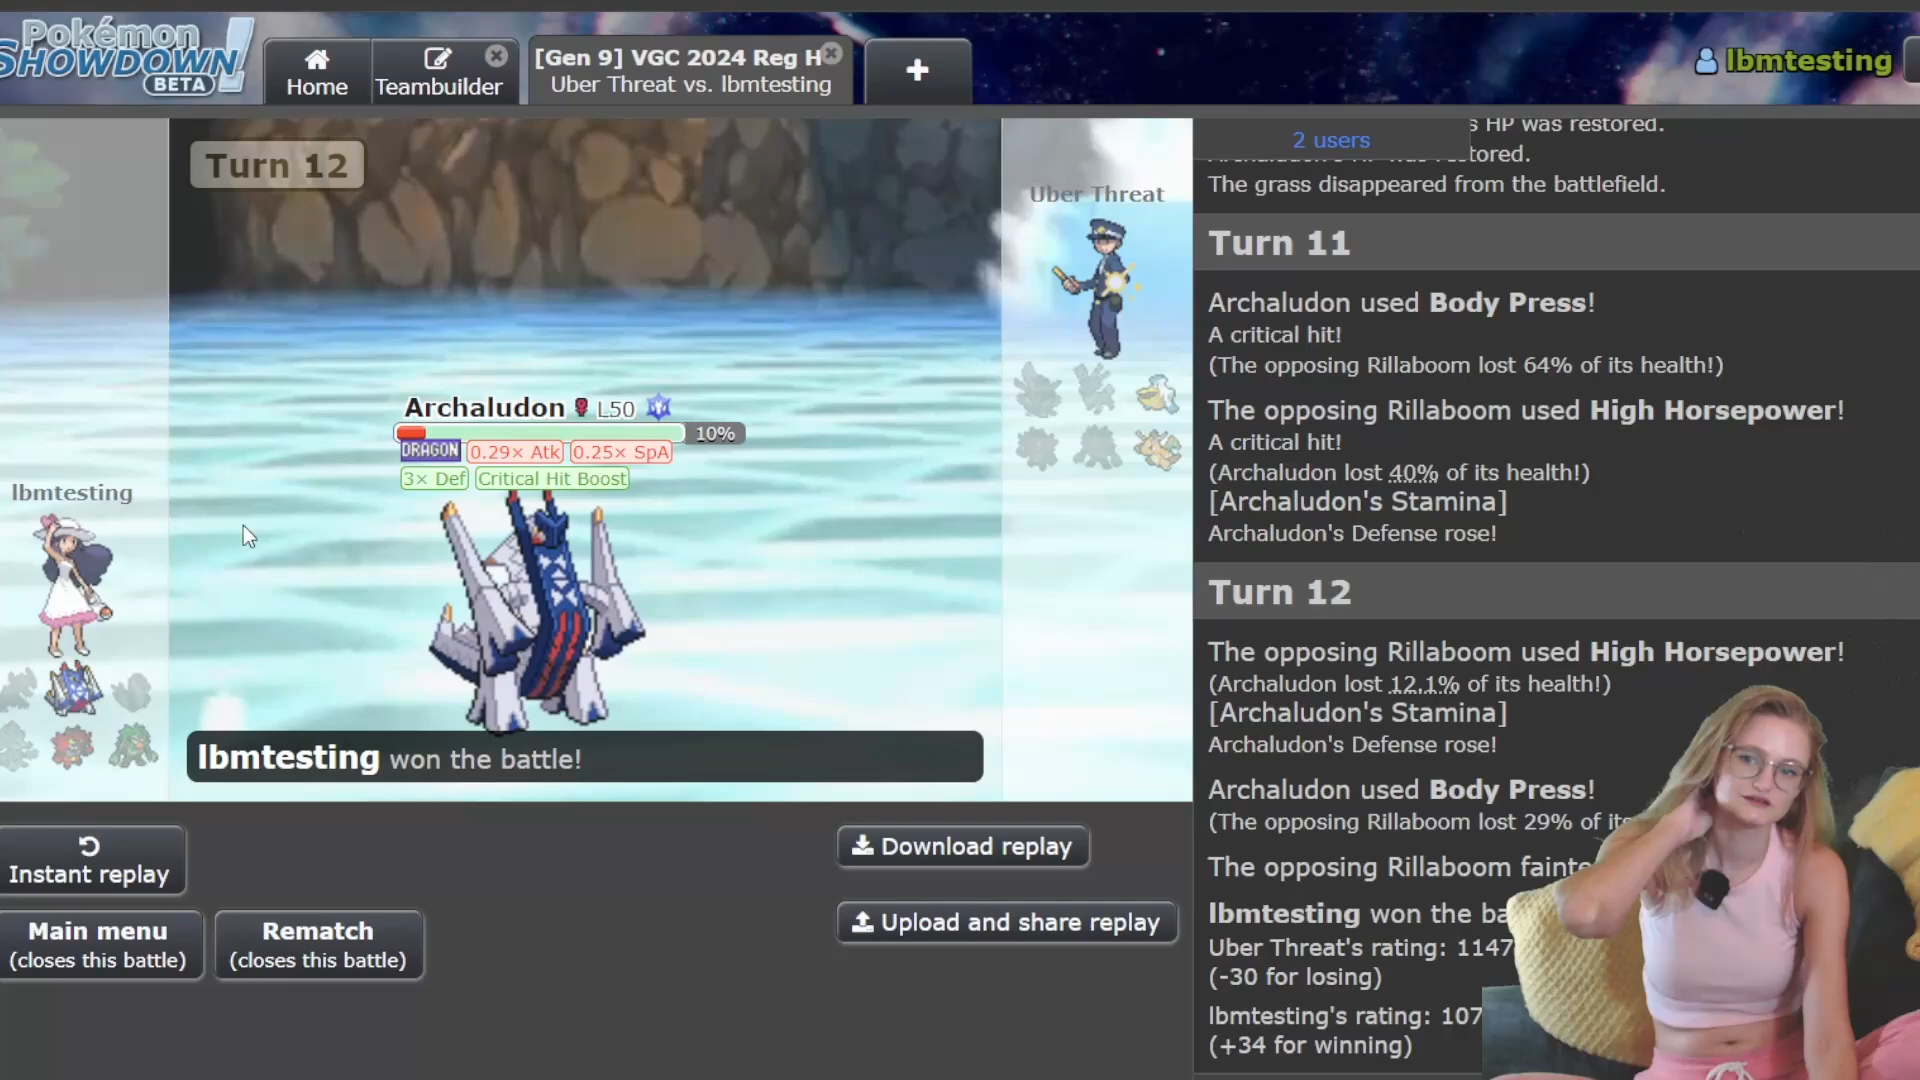 Pokémon
SHOWDOWN!
BETA
Home
Teambuilder
[Gen 9] VGC 2024 Reg H
Uber Threat vs. lbmtesting
lbmtesting
Turn 12
Uber Threat
Archaludon L50
10%
DRAGON 0.29× Atk 0.25× SpA
3× Def Critical Hit Boost
lbmtesting
lbmtesting won the battle!
Instant replay
Main menu
(closes this battle)
Rematch
(closes this battle)
Download replay
Upload and share replay
2 users
s HP was restored.
tored.
The grass disappeared from the battlefield.
Turn 11
Archaludon used Body Press!
A critical hit!
(The opposing Rillaboom lost 64% of its health!)
The opposing Rillaboom used High Horsepower!
A critical hit!
(Archaludon lost 40% of its health!)
[Archaludon's Stamina]
Archaludon's Defense rose!
Turn 12
The opposing Rillaboom used High Horsepower!
(Archaludon lost 12.1% of its health!)
[Archaludon's Stamina]
Archaludon's Defense rose!
Archaludon used Body Press!
(The opposing Rillaboom lost 29% of its
The opposing Rillaboom fainte
lbmtesting won the ba
Uber Threat's rating: 1147
(-30 for losing)
lbmtesting's rating: 107
(+34 for winning)